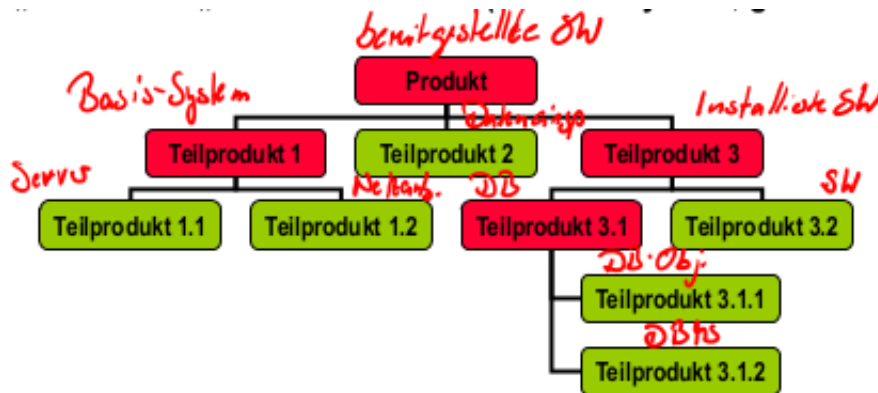 bereitgestellte SW
Produkt
Basis-System
Installierte SW
Teilprodukt 1
Teilprodukt 2
Teilprodukt 3
Server
DB
SW
Teilprodukt 1.1
Teilprodukt 1.2
Teilprodukt 3.1
Teilprodukt 3.2
DB-Obj.
Teilprodukt 3.1.1
DBMS
Teilprodukt 3.1.2